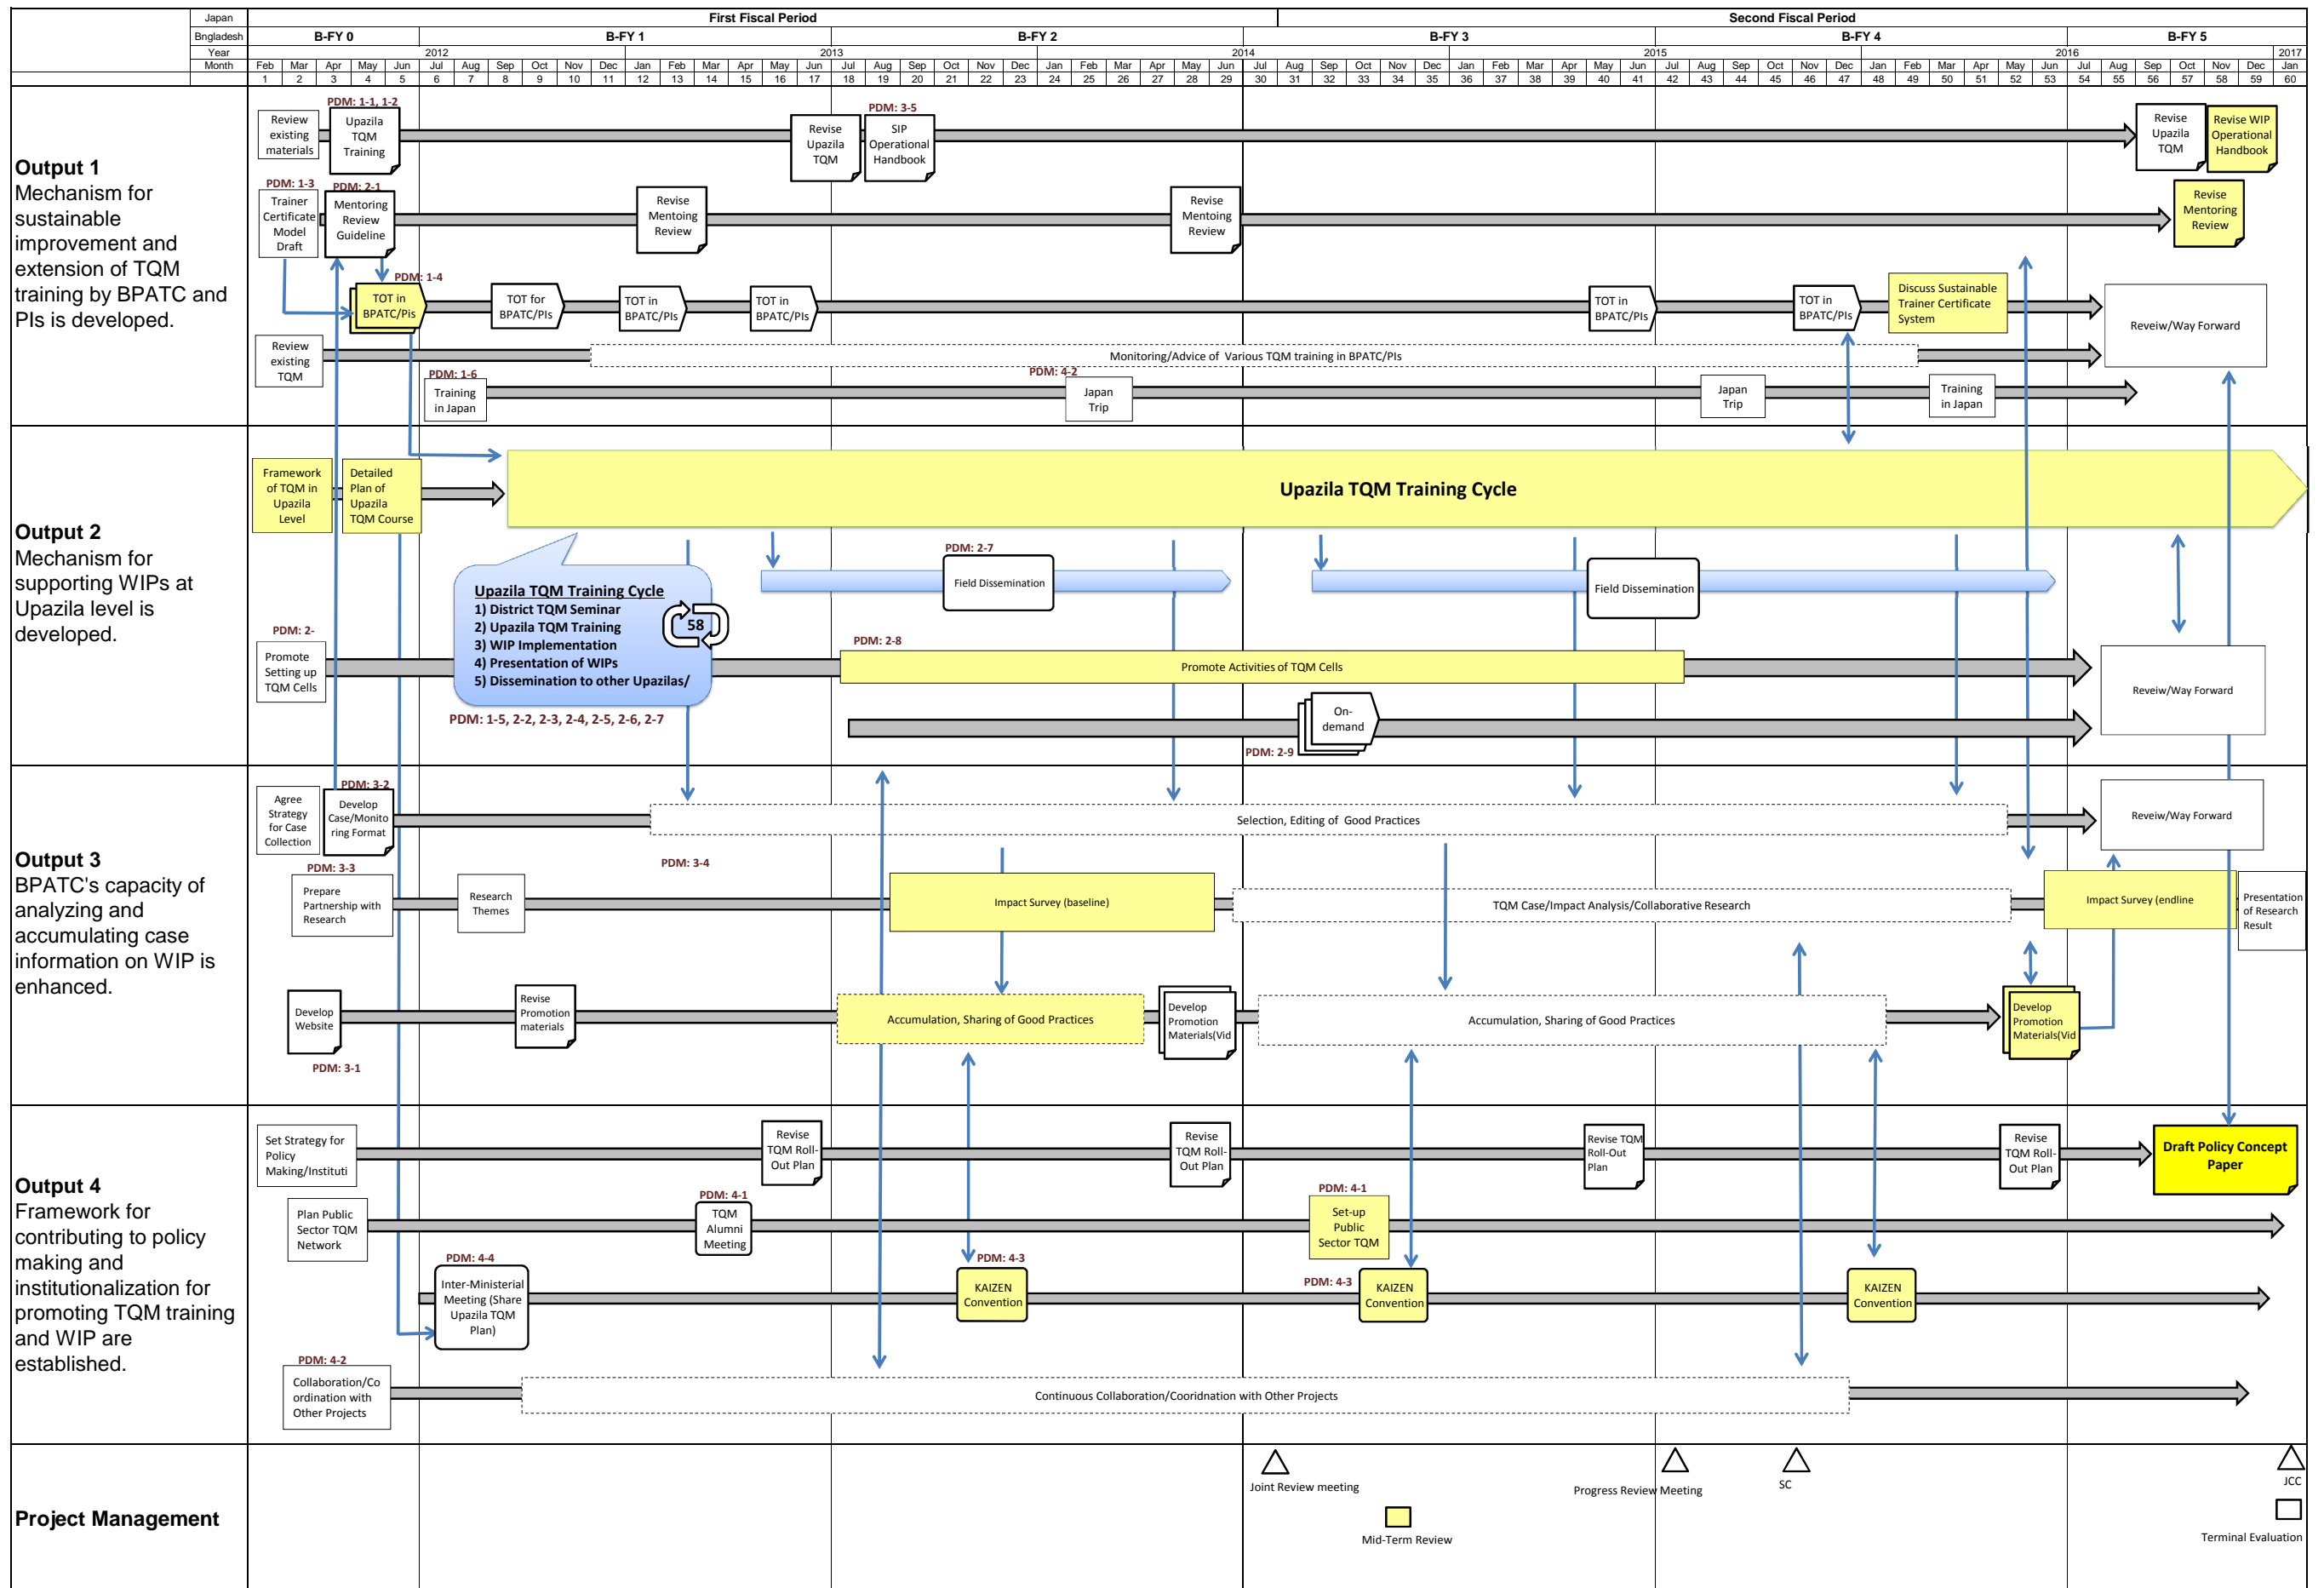 Japan First Fiscal Period Second Fiscal Period
Bngladesh B-FY 0 B-FY 1 B-FY 2 B-FY 3 B-FY 4 B-FY 5
Year 2012 2013 2014 2015 2016 2017
Month Feb Mar Apr May Jun Jul Aug Sep Oct Nov Dec Jan Feb Mar Apr May Jun Jul Aug Sep Oct Nov Dec Jan Feb Mar Apr May Jun Jul Aug Sep Oct Nov Dec Jan Feb Mar Apr May Jun Jul Aug Sep Oct Nov Dec Jan Feb Mar Apr May Jun Jul Aug Sep Oct Nov Dec Jan
1 2 3 4 5 6 7 8 9 10 11 12 13 14 15 16 17 18 19 20 21 22 23 24 25 26 27 28 29 30 31 32 33 34 35 36 37 38 39 40 41 42 43 44 45 46 47 48 49 50 51 52 53 54 55 56 57 58 59 60
Output 1
Mechanism for
sustainable
improvement and
extension of TQM
training by BPATC and
PIs is developed.
PDM: 1-1, 1-2
PDM: 3-5
Review
existing
materials
Upazila
TQM
Training
Revise
Upazila
TQM
SIP
Operational
Handbook
Revise
Upazila
TQM
Revise WIP
Operational
Handbook
PDM: 1-3
PDM: 2-1
Trainer
Certificate
Model
Draft
Mentoring
Review
Guideline
Revise
Mentoing
Review
Revise
Mentoing
Review
Revise
Mentoring
Review
PDM: 1-4
TOT in
BPATC/Pis
TOT for
BPATC/PIs
TOT in
BPATC/PIs
TOT in
BPATC/PIs
TOT in
BPATC/PIs
TOT in
BPATC/PIs
Discuss Sustainable
Trainer Certificate
System
Reveiw/Way Forward
Review
existing
TQM
Monitoring/Advice of Various TQM training in BPATC/PIs
PDM: 1-6
PDM: 4-2
Training
in Japan
Japan
Trip
Japan
Trip
Training
in Japan
Output 2
Mechanism for
supporting WIPs at
Upazila level is
developed.
Framework
of TQM in
Upazila
Level
Detailed
Plan of
Upazila
TQM Course
Upazila TQM Training Cycle
Upazila TQM Training Cycle
1) District TQM Seminar
2) Upazila TQM Training
3) WIP Implementation
4) Presentation of WIPs
5) Dissemination to other Upazilas/
58
PDM: 1-5, 2-2, 2-3, 2-4, 2-5, 2-6, 2-7
PDM: 2-7
Field Dissemination
Field Dissemination
PDM: 2-
Promote
Setting up
TQM Cells
PDM: 2-8
Promote Activities of TQM Cells
Reveiw/Way Forward
On-
demand
PDM: 2-9
Output 3
BPATC's capacity of
analyzing and
accumulating case
information on WIP is
enhanced.
PDM: 3-2
Agree
Strategy
for Case
Collection
Develop
Case/Monito
ring Format
Selection, Editing of Good Practices
Reveiw/Way Forward
PDM: 3-3
PDM: 3-4
Prepare
Partnership with
Research
Research
Themes
Impact Survey (baseline)
TQM Case/Impact Analysis/Collaborative Research
Impact Survey (endline
Presentation
of Research
Result
Develop
Website
PDM: 3-1
Revise
Promotion
materials
Accumulation, Sharing of Good Practices
Develop
Promotion
Materials(Vid
Accumulation, Sharing of Good Practices
Develop
Promotion
Materials(Vid
Output 4
Framework for
contributing to policy
making and
institutionalization for
promoting TQM training
and WIP are
established.
Set Strategy for
Policy
Making/Instituti
Revise
TQM Roll-
Out Plan
Revise
TQM Roll-
Out Plan
Revise TQM
Roll-Out
Plan
Revise
TQM Roll-
Out Plan
Draft Policy Concept
Paper
PDM: 4-1
PDM: 4-1
Plan Public
Sector TQM
Network
TQM
Alumni
Meeting
Set-up
Public
Sector TQM
PDM: 4-4
PDM: 4-3
PDM: 4-3
Inter-Ministerial
Meeting (Share
Upazila TQM
Plan)
KAIZEN
Convention
KAIZEN
Convention
KAIZEN
Convention
PDM: 4-2
Collaboration/Co
ordination with
Other Projects
Continuous Collaboration/Cooridnation with Other Projects
Project Management
Joint Review meeting
Progress Review Meeting
SC
JCC
Mid-Term Review
Terminal Evaluation